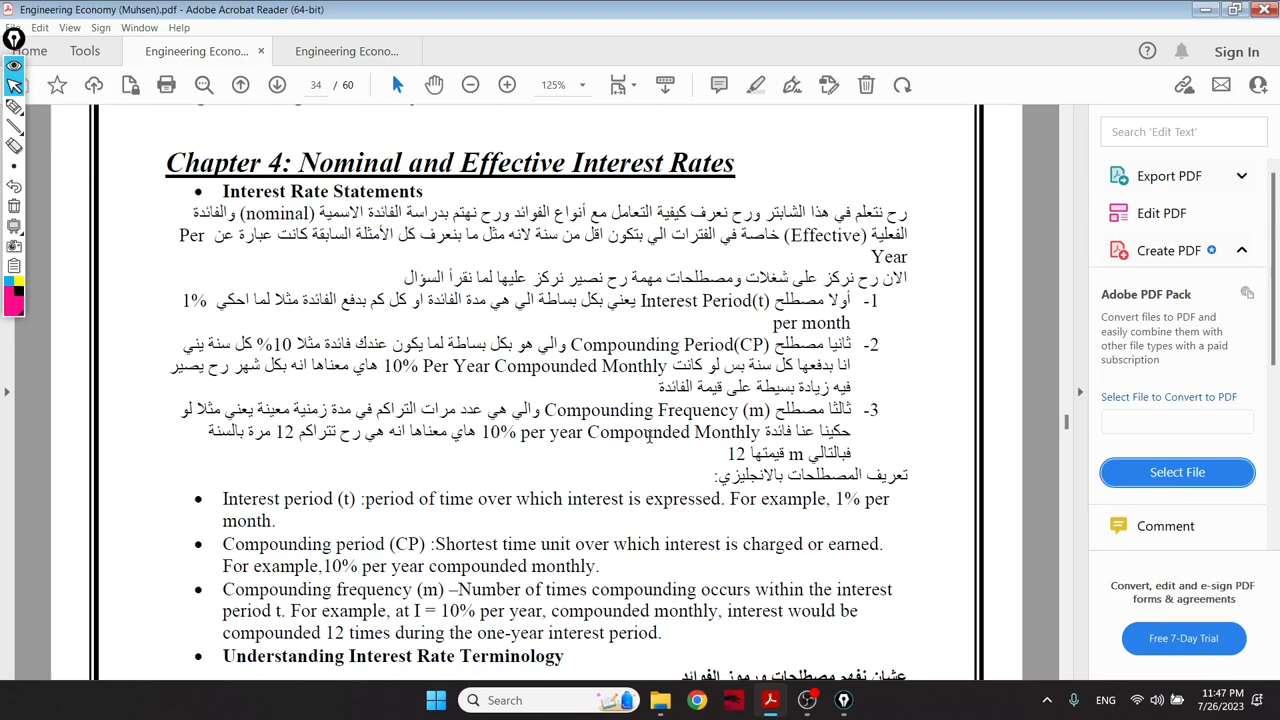 Engineering Economy (Muhsen).pdf - Adobe Acrobat Reader (64-bit)
File Edit View Sign Window Help
Home Tools Engineering Econo... × Engineering Econo... Sign In
34 / 60 125%
Chapter 4: Nominal and Effective Interest Rates
• Interest Rate Statements
رح نتعلم في هذا الشابتر ورح نعرف كيفية التعامل مع أنواع الفوائد ورح نهتم بدراسة الفائدة الاسمية (nominal) والفائدة
الفعلية (Effective) خاصة في الفترات الي بتكون اقل من سنة لانه مثل ما بنعرف كل الأمثلة السابقة كانت عبارة عن Per
Year
الان رح نركز على شغلات ومصطلحات مهمة رح نصير نركز عليها لما نقرأ السؤال
1- أولا مصطلح Interest Period(t) يعني بكل بساطة الي هي مدة الفائدة او كل كم بدفع الفائدة مثلا لما احكي 1%
per month
2- ثانيا مصطلح Compounding Period(CP) والي هو بكل بساطة لما يكون عندك فائدة مثلا 10% كل سنة يني
انا بدفعها كل سنة بس لو كانت 10% Per Year Compounded Monthly هاي معناها انه بكل شهر رح يصير
فيه زيادة بسيطة على قيمة الفائدة
3- ثالثا مصطلح Compounding Frequency (m) والي هي عدد مرات التراكم في مدة زمنية معينة يعني مثلا لو
حكينا عنا فائدة 10% per year Compounded Monthly هاي معناها انه هي رح تتراكم 12 مرة بالسنة
فبالتالي m قيمتها 12
تعريف المصطلحات بالانجليزي:
• Interest period (t) :period of time over which interest is expressed. For example, 1% per
month.
• Compounding period (CP) :Shortest time unit over which interest is charged or earned.
For example,10% per year compounded monthly.
• Compounding frequency (m) –Number of times compounding occurs within the interest
period t. For example, at I = 10% per year, compounded monthly, interest would be
compounded 12 times during the one-year interest period.
• Understanding Interest Rate Terminology
عشان نفهم مصطلحات ورموز الفوائد
Search 'Edit Text'
Export PDF
Edit PDF
Create PDF
Adobe PDF Pack
Convert files to PDF and
easily combine them with
other file types with a paid
subscription
Select File to Convert to PDF
Select File
Comment
Convert, edit and e-sign PDF
forms & agreements
Free 7-Day Trial
Search
ENG
11:47 PM
7/26/2023